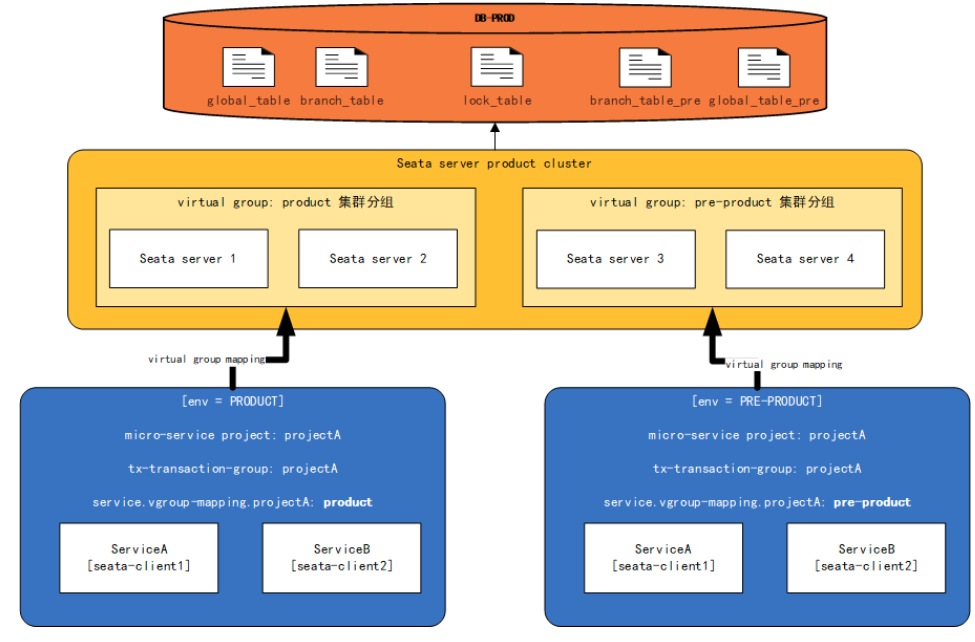 DB-PROD
global_table
branch_table
lock_table
branch_table_pre
global_table_pre
Seata server product cluster
virtual group: product 集群分组
Seata server 1
Seata server 2
virtual group: pre-product 集群分组
Seata server 3
Seata server 4
virtual group mapping
virtual group mapping
[env = PRODUCT]
micro-service project: projectA
tx-transaction-group: projectA
service.vgroup-mapping.projectA: product
ServiceA
[seata-client1]
ServiceB
[seata-client2]
[env = PRE-PRODUCT]
micro-service project: projectA
tx-transaction-group: projectA
service.vgroup-mapping.projectA: pre-product
ServiceA
[seata-client1]
ServiceB
[seata-client2]